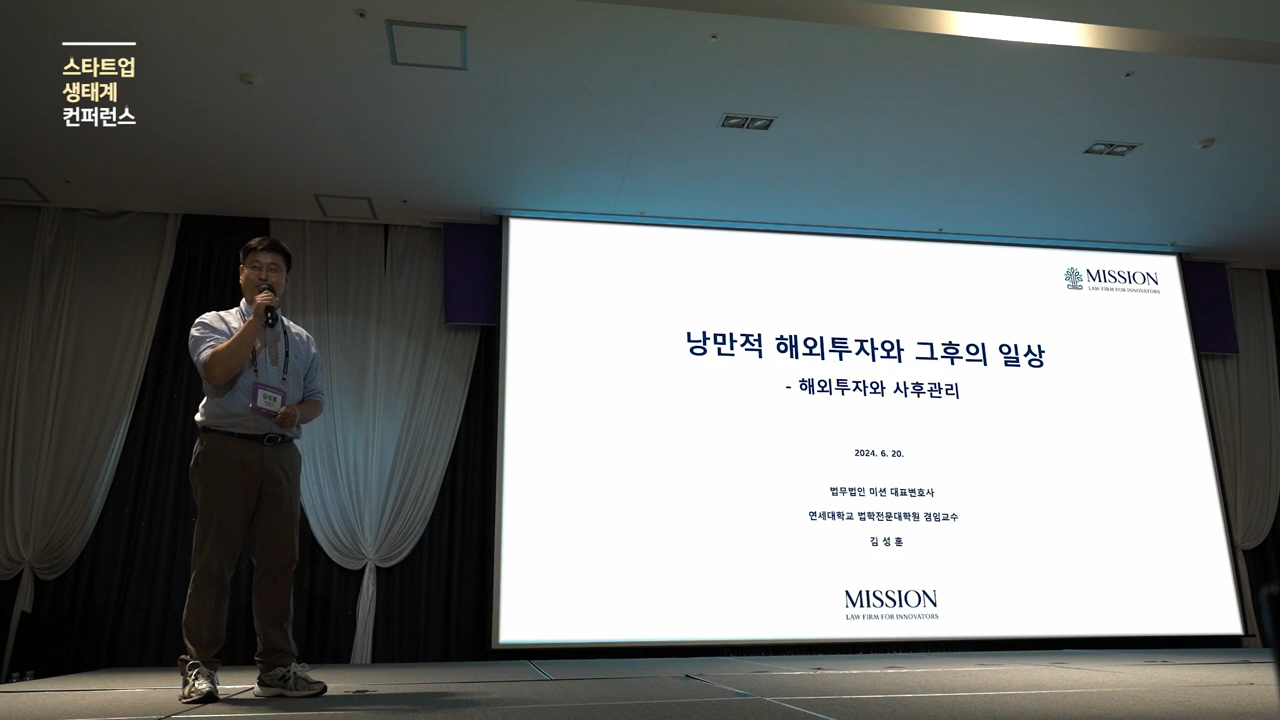 스타트업
생태계
컨퍼런스
MISSION
LAW FIRM FOR INNOVATORS
낭만적 해외투자와 그후의 일상
- 해외투자와 사후관리
2024. 6. 20.
법무법인 미션 대표변호사
연세대학교 법학전문대학원 겸임교수
김 성 훈
MISSION
LAW FIRM FOR INNOVATORS
김성훈